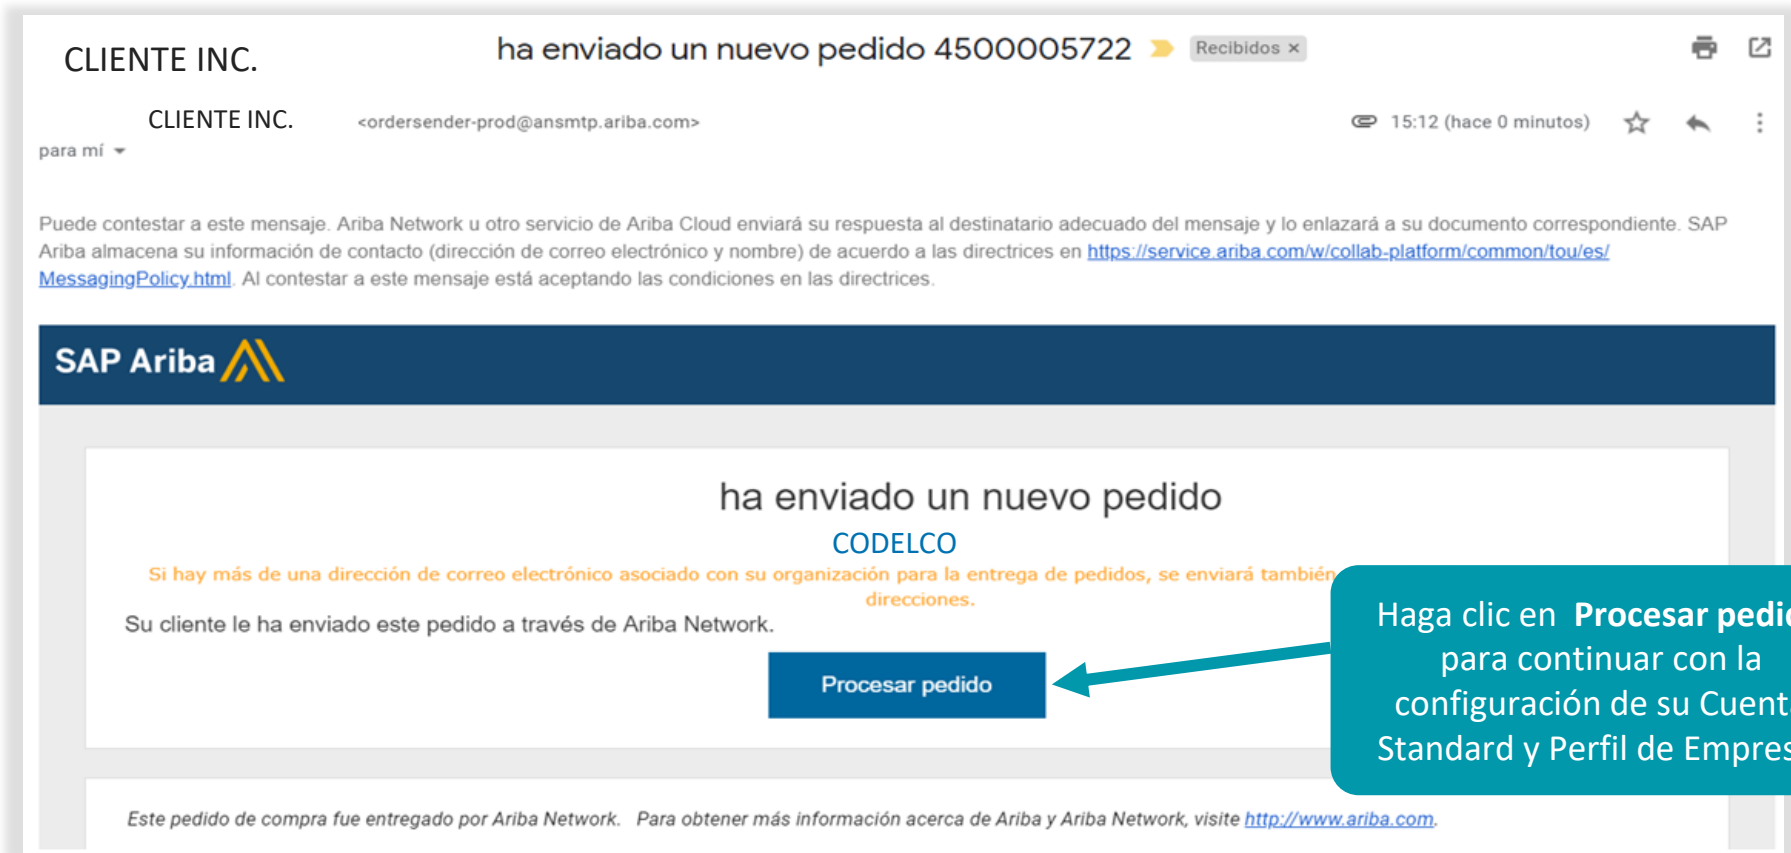 CLIENTE INC. ha enviado un nuevo pedido 4500005722 Recibidos ×
CLIENTE INC. <ordersender-prod@ansmtp.ariba.com> 15:12 (hace 0 minutos)
para mí
Puede contestar a este mensaje. Ariba Network u otro servicio de Ariba Cloud enviará su respuesta al destinatario adecuado del mensaje y lo enlazará a su documento correspondiente. SAP
Ariba almacena su información de contacto (dirección de correo electrónico y nombre) de acuerdo a las directrices en https://service.ariba.com/w/collab-platform/common/tou/es/
MessagingPolicy.html. Al contestar a este mensaje está aceptando las condiciones en las directrices.
SAP Ariba
ha enviado un nuevo pedido
CODELCO
Si hay más de una dirección de correo electrónico asociado con su organización para la entrega de pedidos, se enviará también
direcciones.
Su cliente le ha enviado este pedido a través de Ariba Network.
Procesar pedido
Haga clic en Procesar
para continuar con la
configuración de su
Standard y Perfil de
Este pedido de compra fue entregado por Ariba Network. Para obtener más información acerca de Ariba y Ariba Network, visite http://www.ariba.com.